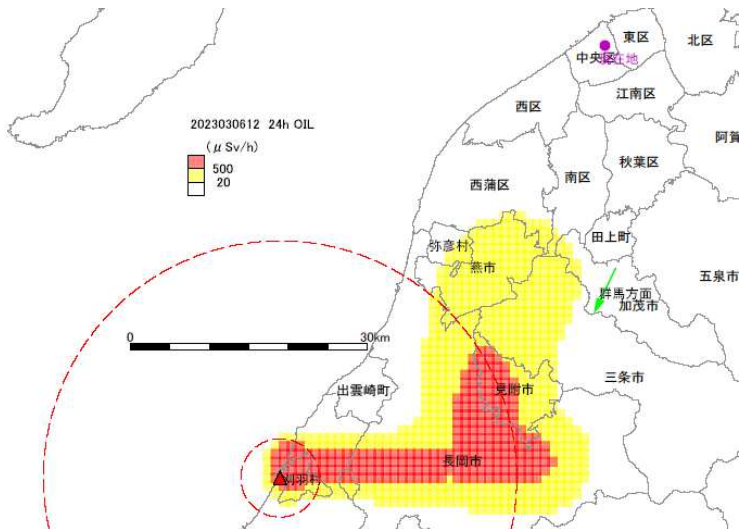 東区
北区
中央区
現在地
江南区
西区
阿賀
2023030612 24h OIL
(μSv/h)
500
20
秋葉区
南区
西蒲区
田上町
弥彦村
燕市
五泉市
群馬方面
加茂市
0
30km
三条市
出雲崎町
見附市
長岡市
刈羽村